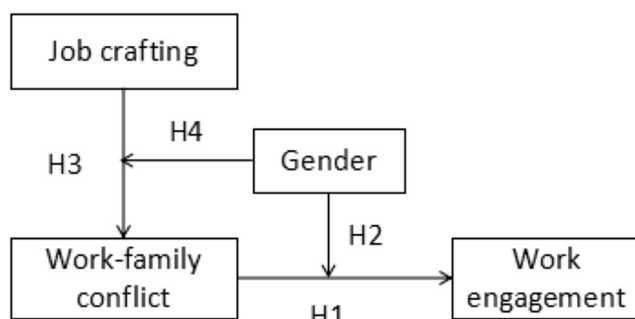 Job crafting
H4
H3
Gender
H2
Work-family
conflict
Work
engagement
H1